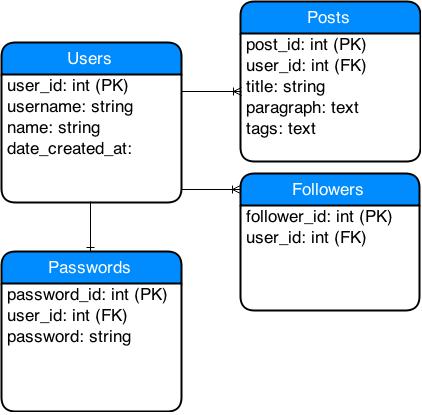 Users
user_id: int (PK)
username: string
name: string
date_created_at:
Posts
post_id: int (PK)
user_id: int (FK)
title: string
paragraph: text
tags: text
Followers
follower_id: int (PK)
user_id: int (FK)
Passwords
password_id: int (PK)
user_id: int (FK)
password: string